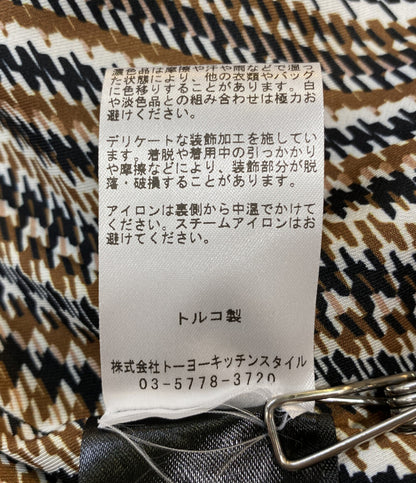 濃色品は摩擦や汗や雨などで湿っ
た状態により、他の衣類やバッグ
に色移りすることがあります。白
や淡色品との組み合わせは極力お
避けください。
デリケートな装飾加工を施してい
ます。着脱や着用中の引っかかり
や摩擦などにより、装飾部分が脱
落・破損することがあります。
アイロンは裏側から中温でかけて
ください。スチームアイロンはお
避けください。
トルコ製
株式会社トーヨーキッチンスタイル
03-5778-3720